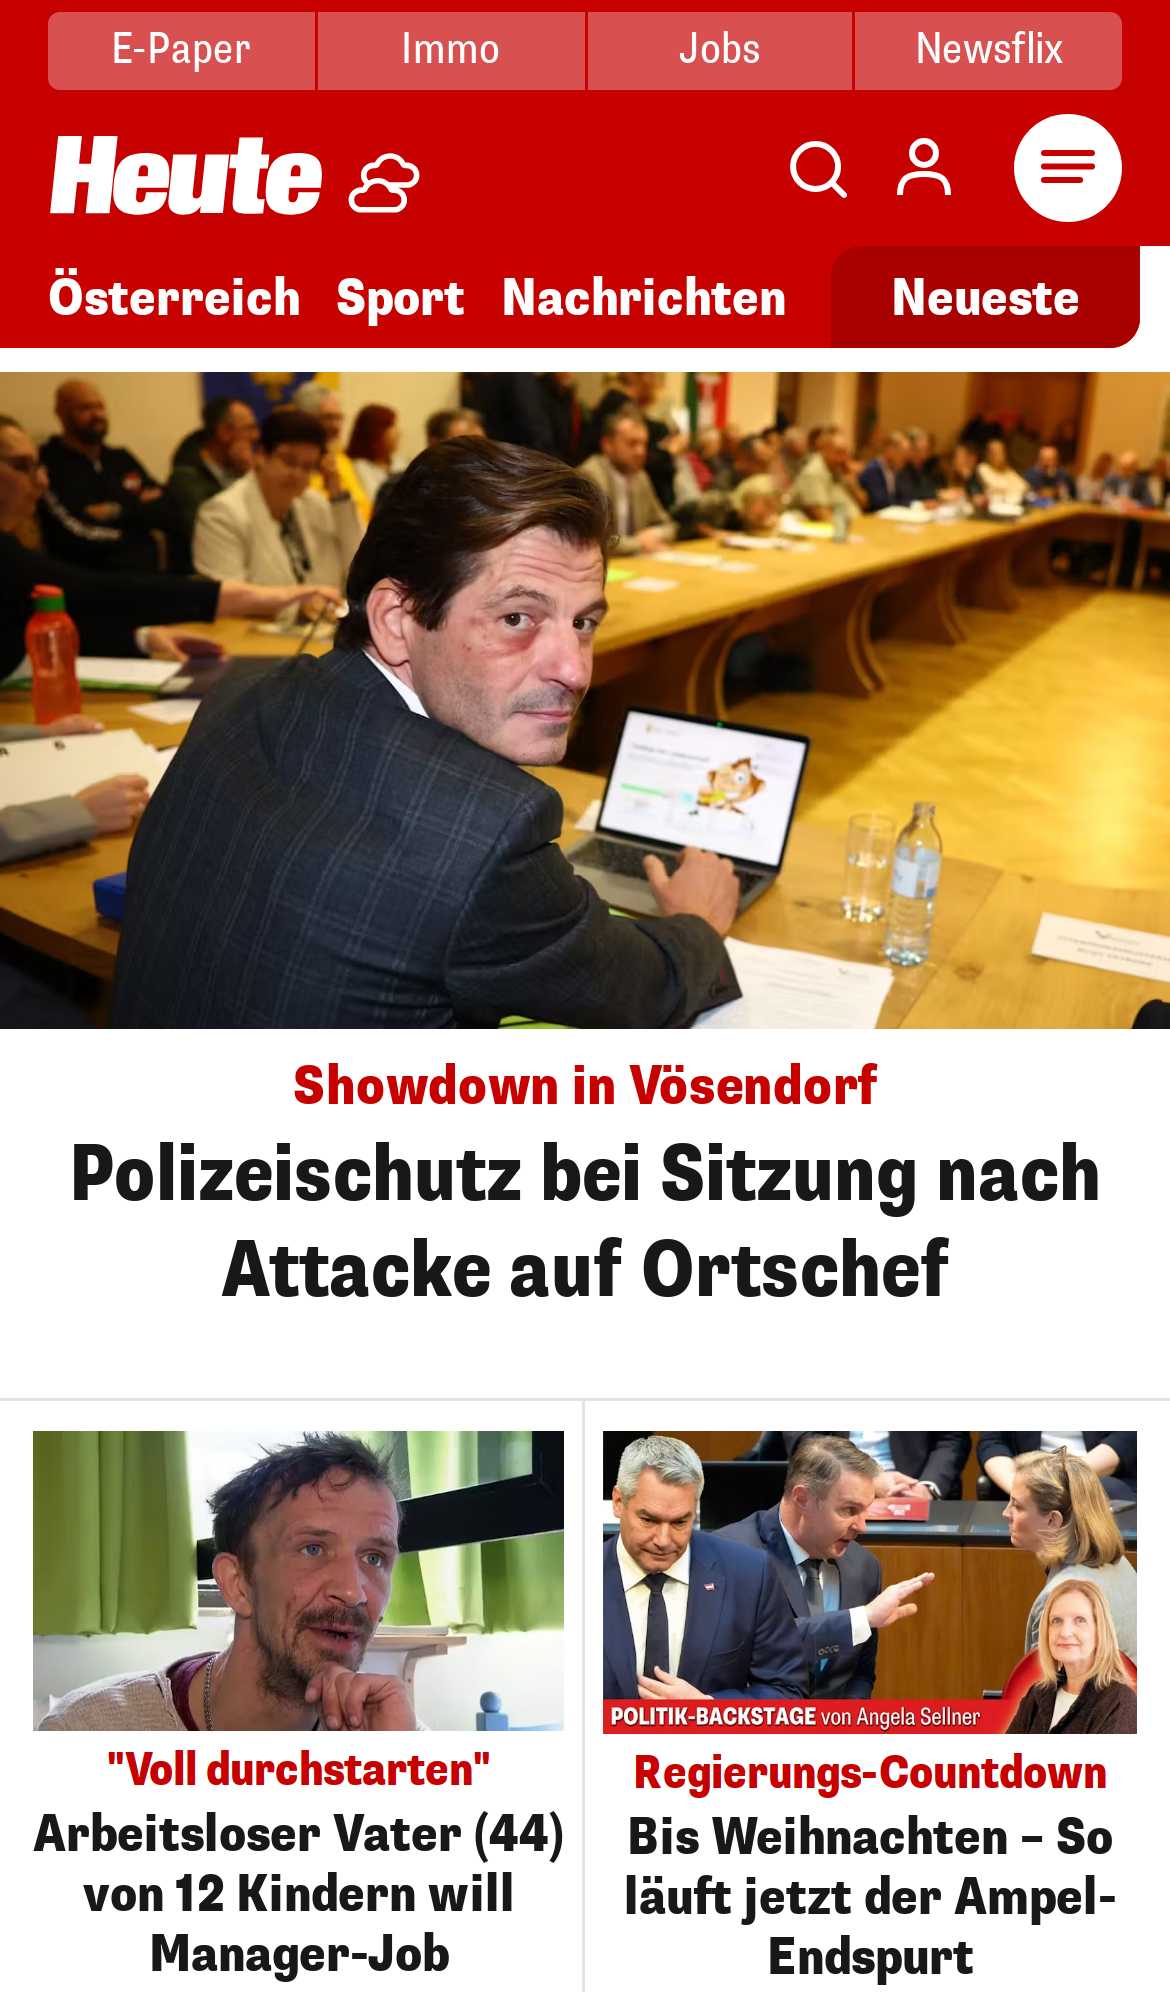 E-Paper
Immo
Jobs
Newsflix
Heute
Österreich
Sport
Nachrichten
Neueste
Showdown in Vösendorf
Polizeischutz bei Sitzung nach
Attacke auf Ortschef
"Voll durchstarten"
Arbeitsloser Vater (44)
von 12 Kindern will
Manager-Job
POLITIK-BACKSTAGE von Angela Sellner
Regierungs-Countdown
Bis Weihnachten – So
läuft jetzt der Ampel-
Endspurt